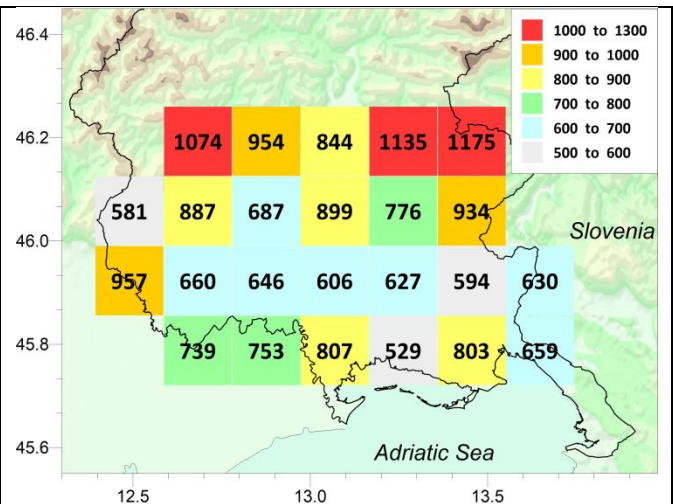 46.4
1000 to 1300
900 to 1000
800 to 900
700 to 800
600 to 700
500 to 600
46.2
1074 954 844 1135 1175
581 887 687 899 776 934
Slovenia
46.0
957 660 646 606 627 594 630
45.8
739 753 807 529 803 659
45.6
Adriatic Sea
12.5 13.0 13.5